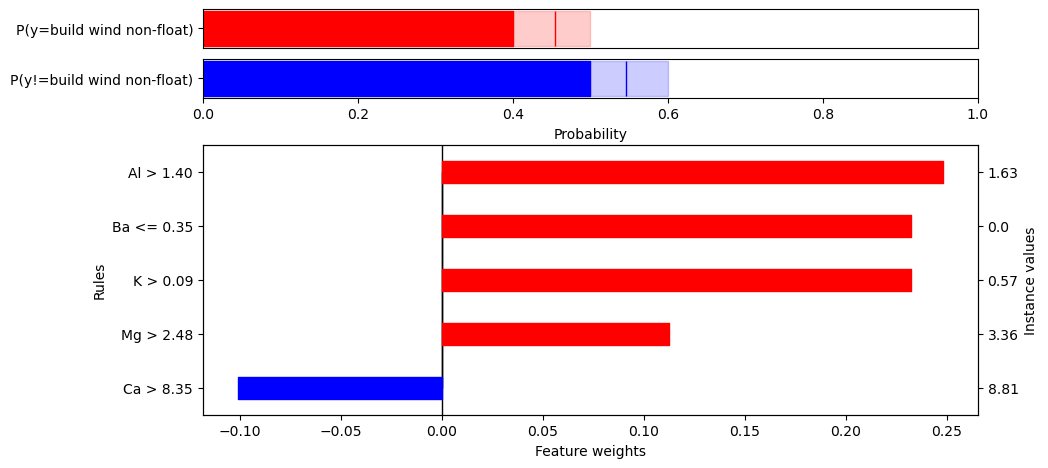 P(y=build wind non-float)
P(y!=build wind non-float)
0.0 0.2 0.4 0.6 0.8 1.0
Probability
Al > 1.40 1.63
Ba <= 0.35 0.0
K > 0.09 0.57
Mg > 2.48 3.36
Ca > 8.35 8.81
Rules
Instance values
−0.10 −0.05 0.00 0.05 0.10 0.15 0.20 0.25
Feature weights